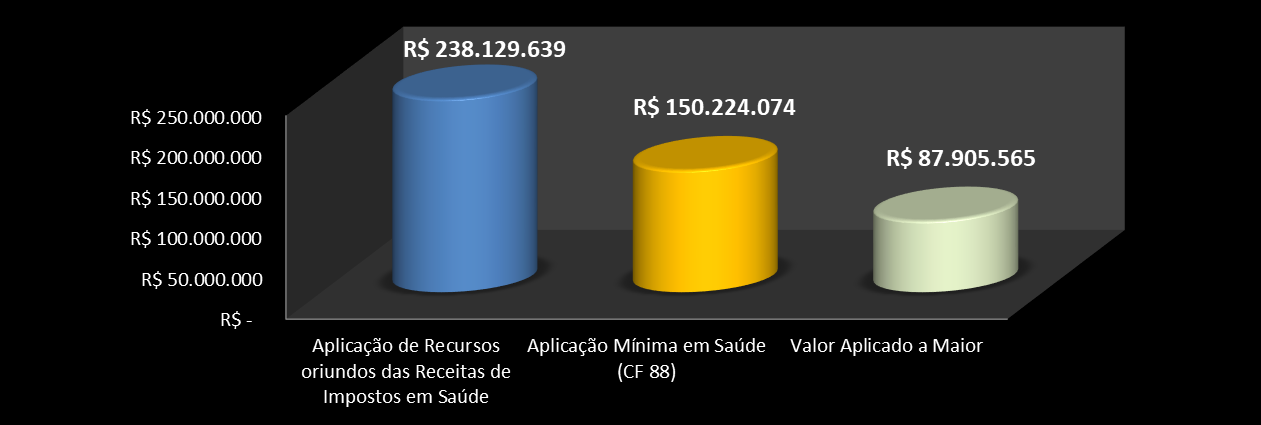 R$ 238.129.639
R$ 150.224.074
R$ 87.905.565
R$ 250.000.000
R$ 200.000.000
R$ 150.000.000
R$ 100.000.000
R$ 50.000.000
R$ -
Aplicação de Recursos
oriundos das Receitas de
Impostos em Saúde
Aplicação Mínima em Saúde
(CF 88)
Valor Aplicado a Maior